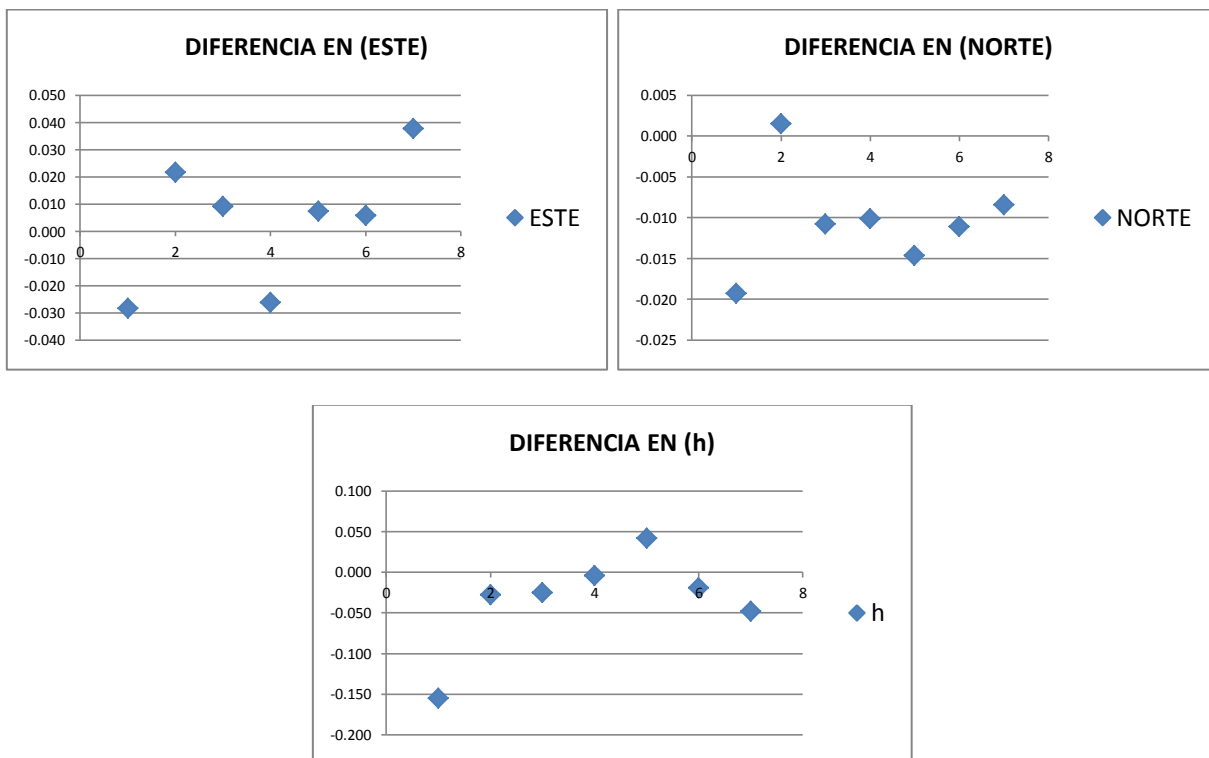 DIFERENCIA EN (ESTE)
0.050
0.040
0.030
0.020
0.010
0.000
-0.010
-0.020
-0.030
-0.040
0 2 4 6 8
ESTE
DIFERENCIA EN (NORTE)
0.005
0.000
-0.005
-0.010
-0.015
-0.020
-0.025
0 2 4 6 8
NORTE
DIFERENCIA EN (h)
0.100
0.050
0.000
-0.050
-0.100
-0.150
-0.200
0 2 4 6 8
h